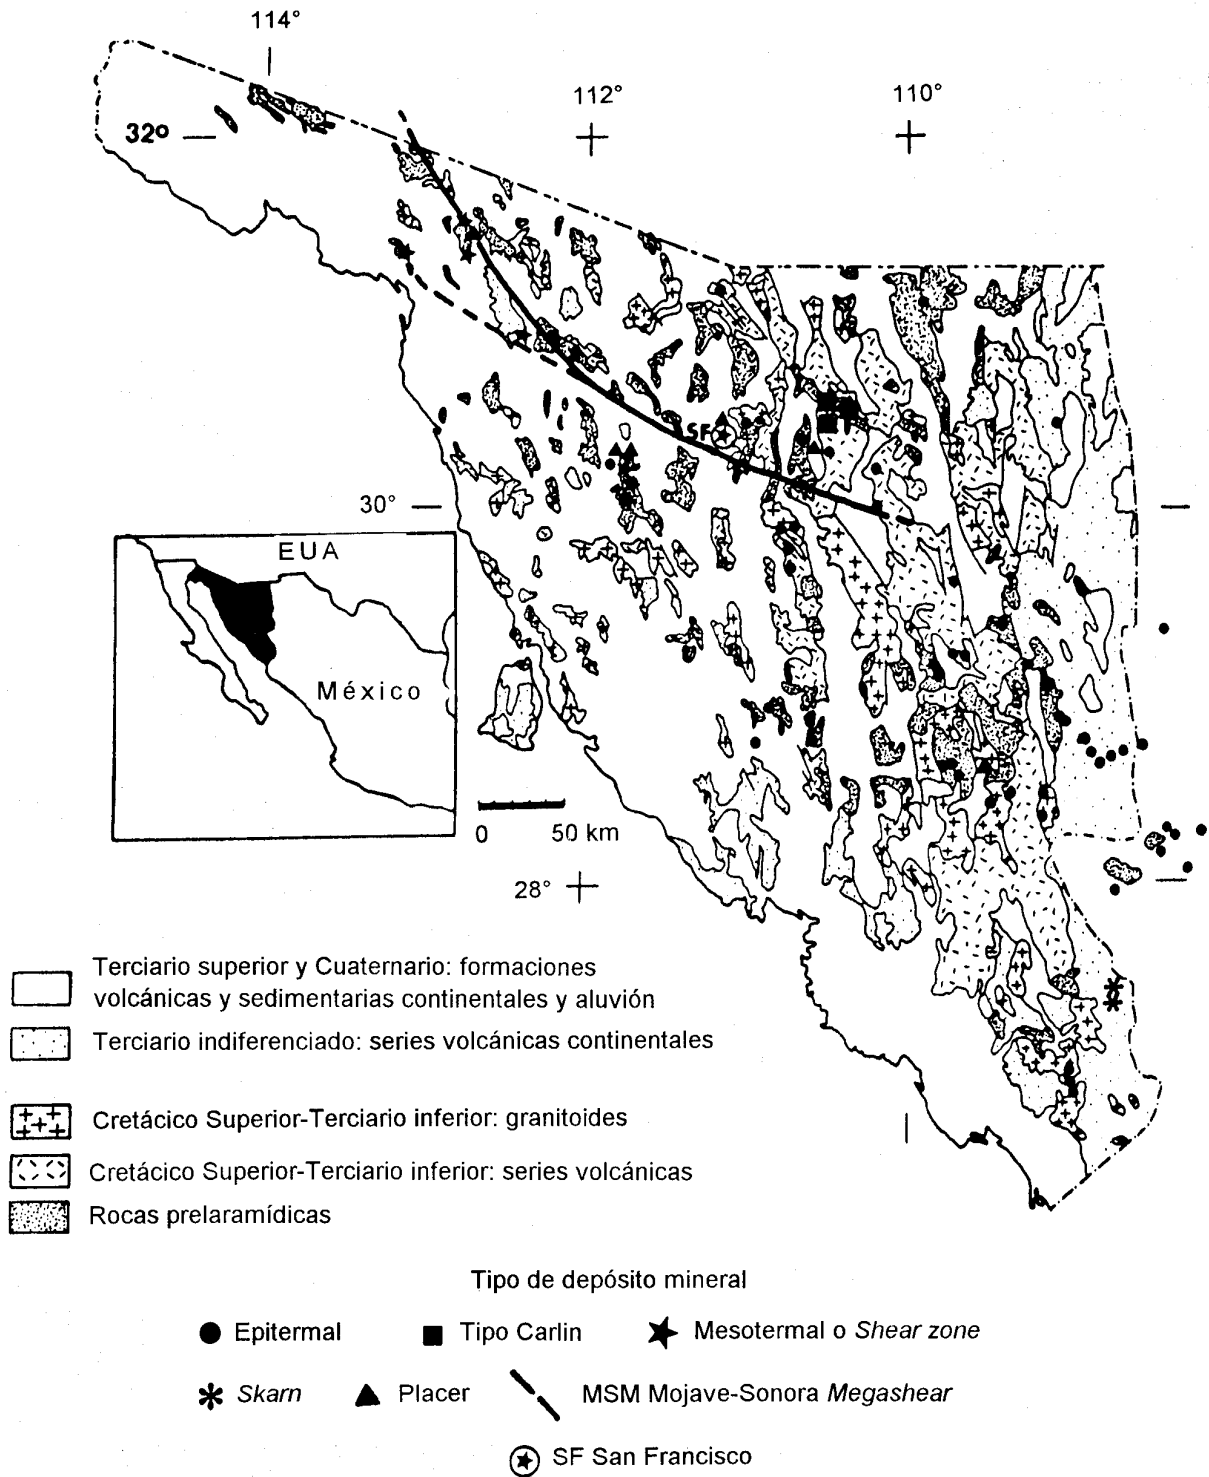 114°
112°
110°
32º
SF
30°
EUA
México
0 50 km
28°
Terciario superior y Cuaternario: formaciones
volcánicas y sedimentarias continentales y aluvión
Terciario indiferenciado: series volcánicas continentales
Cretácico Superior-Terciario inferior: granitoides
Cretácico Superior-Terciario inferior: series volcánicas
Rocas prelaramídicas
Tipo de depósito mineral
Epitermal Tipo Carlin Mesotermal o Shear zone
Skarn Placer MSM Mojave-Sonora Megashear
SF San Francisco